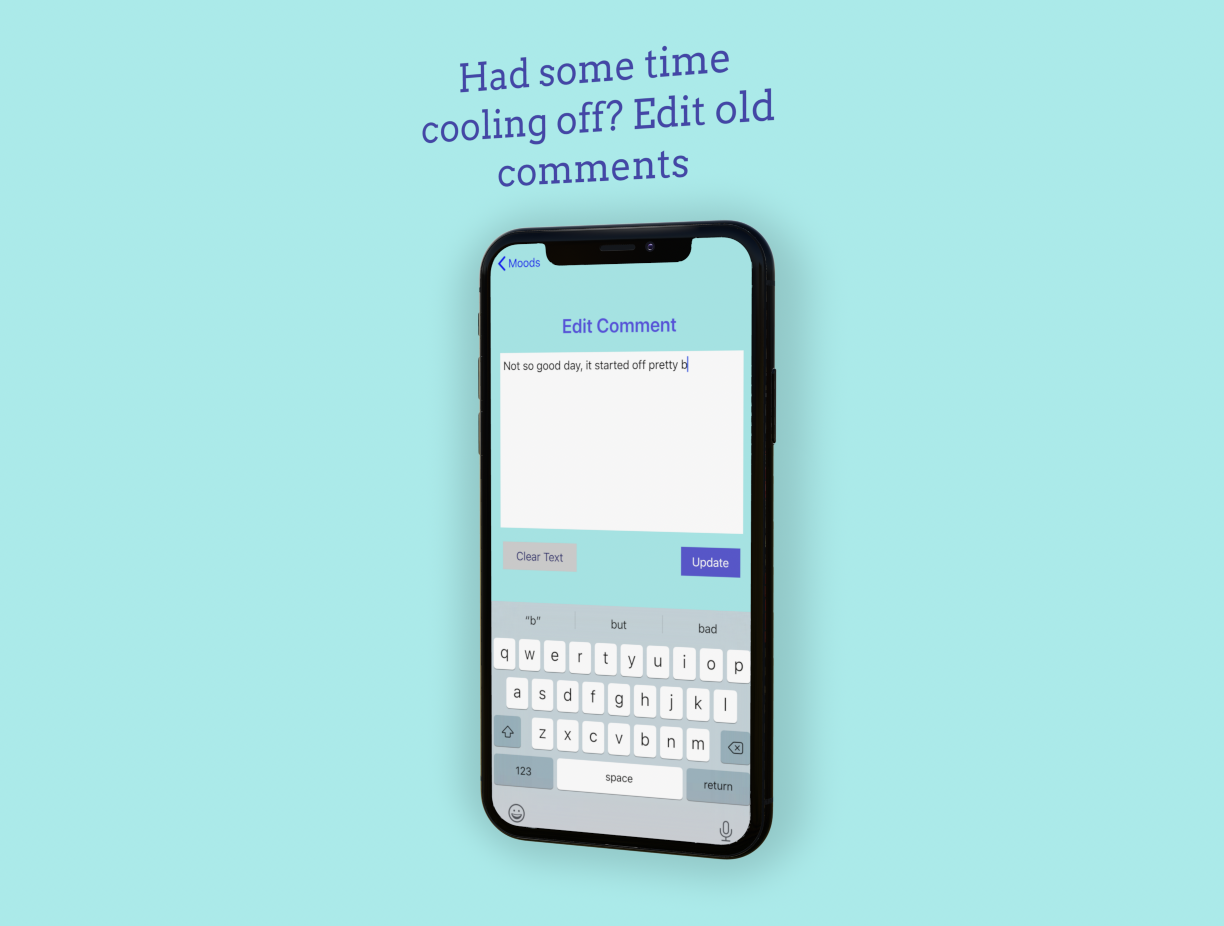 Had some time
cooling off? Edit old
comments
Moods
Edit Comment
Not so good day, it started off pretty b
Clear Text
Update
"b" but bad
q w e r t y u i o p
a s d f g h j k l
z x c v b n m
123 space return